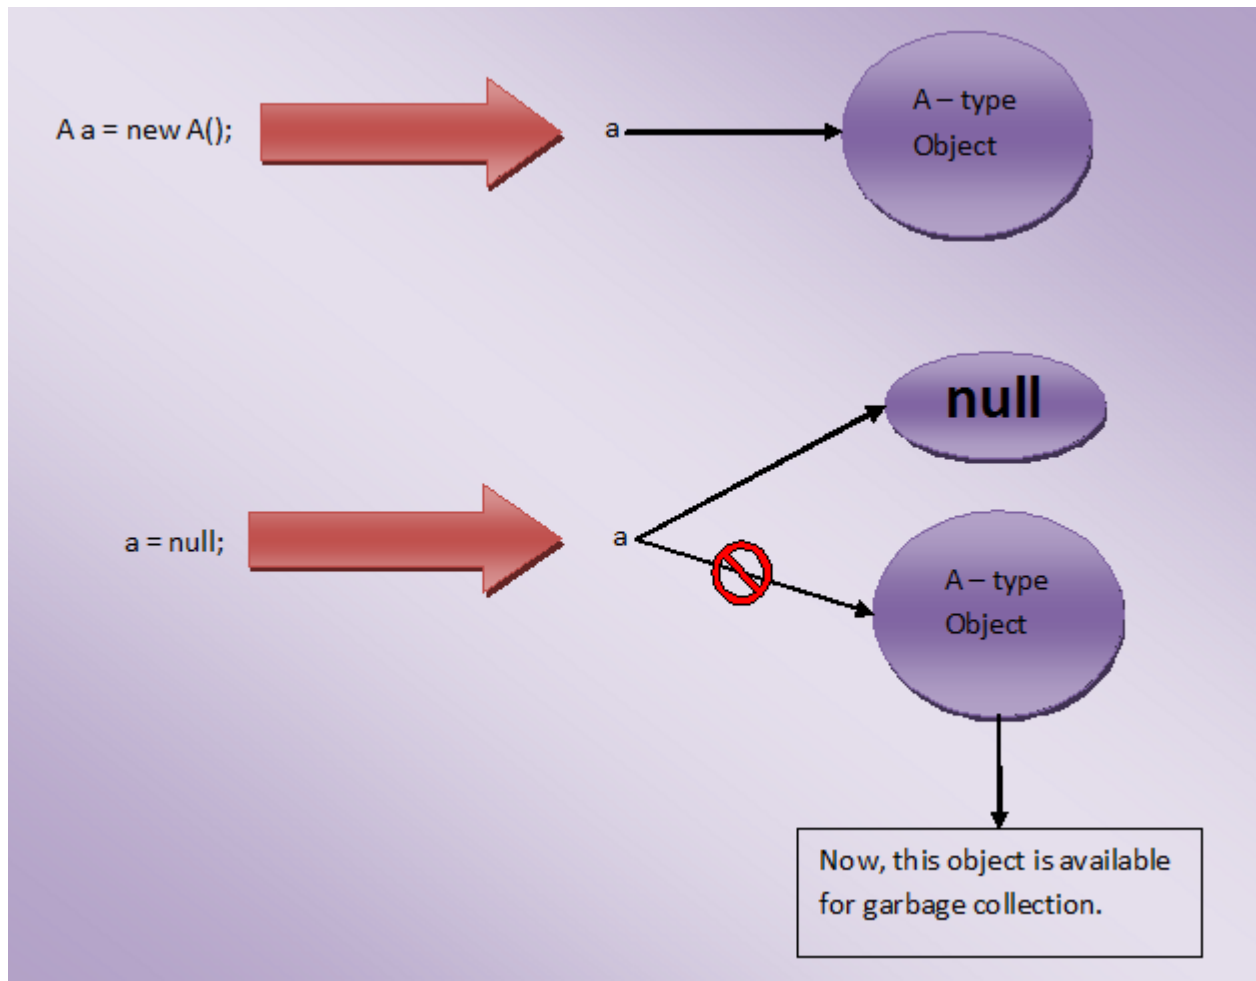 A a = new A();
a
A – type
Object
null
a = null;
a
A – type
Object
Now, this object is available
for garbage collection.